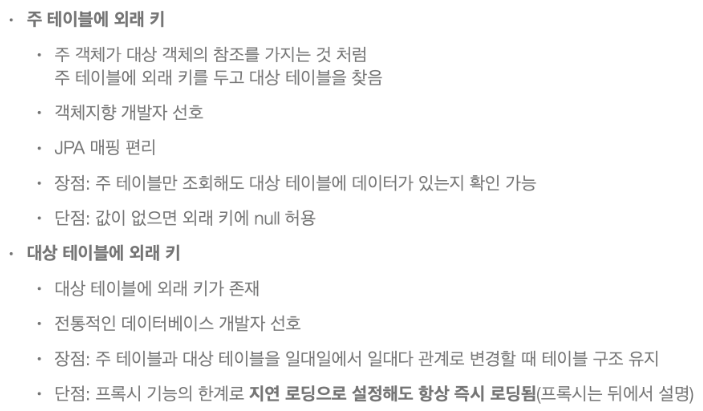 • 주 테이블에 외래 키
• 주 객체가 대상 객체의 참조를 가지는 것 처럼
주 테이블에 외래 키를 두고 대상 테이블을 찾음
• 객체지향 개발자 선호
• JPA 매핑 편리
• 장점: 주 테이블만 조회해도 대상 테이블에 데이터가 있는지 확인 가능
• 단점: 값이 없으면 외래 키에 null 허용
• 대상 테이블에 외래 키
• 대상 테이블에 외래 키가 존재
• 전통적인 데이터베이스 개발자 선호
• 장점: 주 테이블과 대상 테이블을 일대일에서 일대다 관계로 변경할 때 테이블 구조 유지
• 단점: 프록시 기능의 한계로 지연 로딩으로 설정해도 항상 즉시 로딩됨(프록시는 뒤에서 설명)